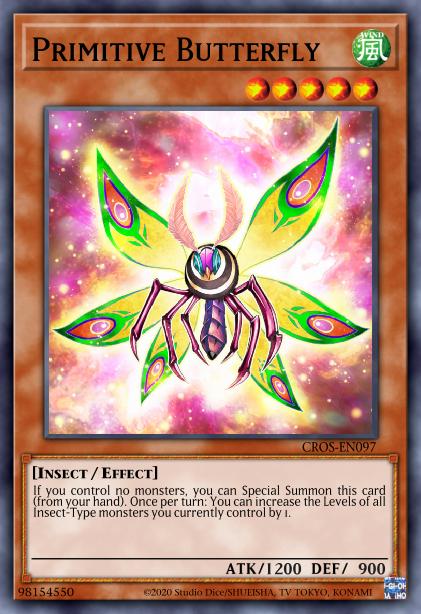 PRIMITIVE BUTTERFLY
WIND
風
CROS-EN097
[INSECT / EFFECT]
If you control no monsters, you can Special Summon this card
(from your hand). Once per turn: You can increase the Levels of all
Insect-Type monsters you currently control by 1.
ATK/1200 DEF/ 900
98154550
©2020 Studio Dice/SHUEISHA, TV TOKYO, KONAMI